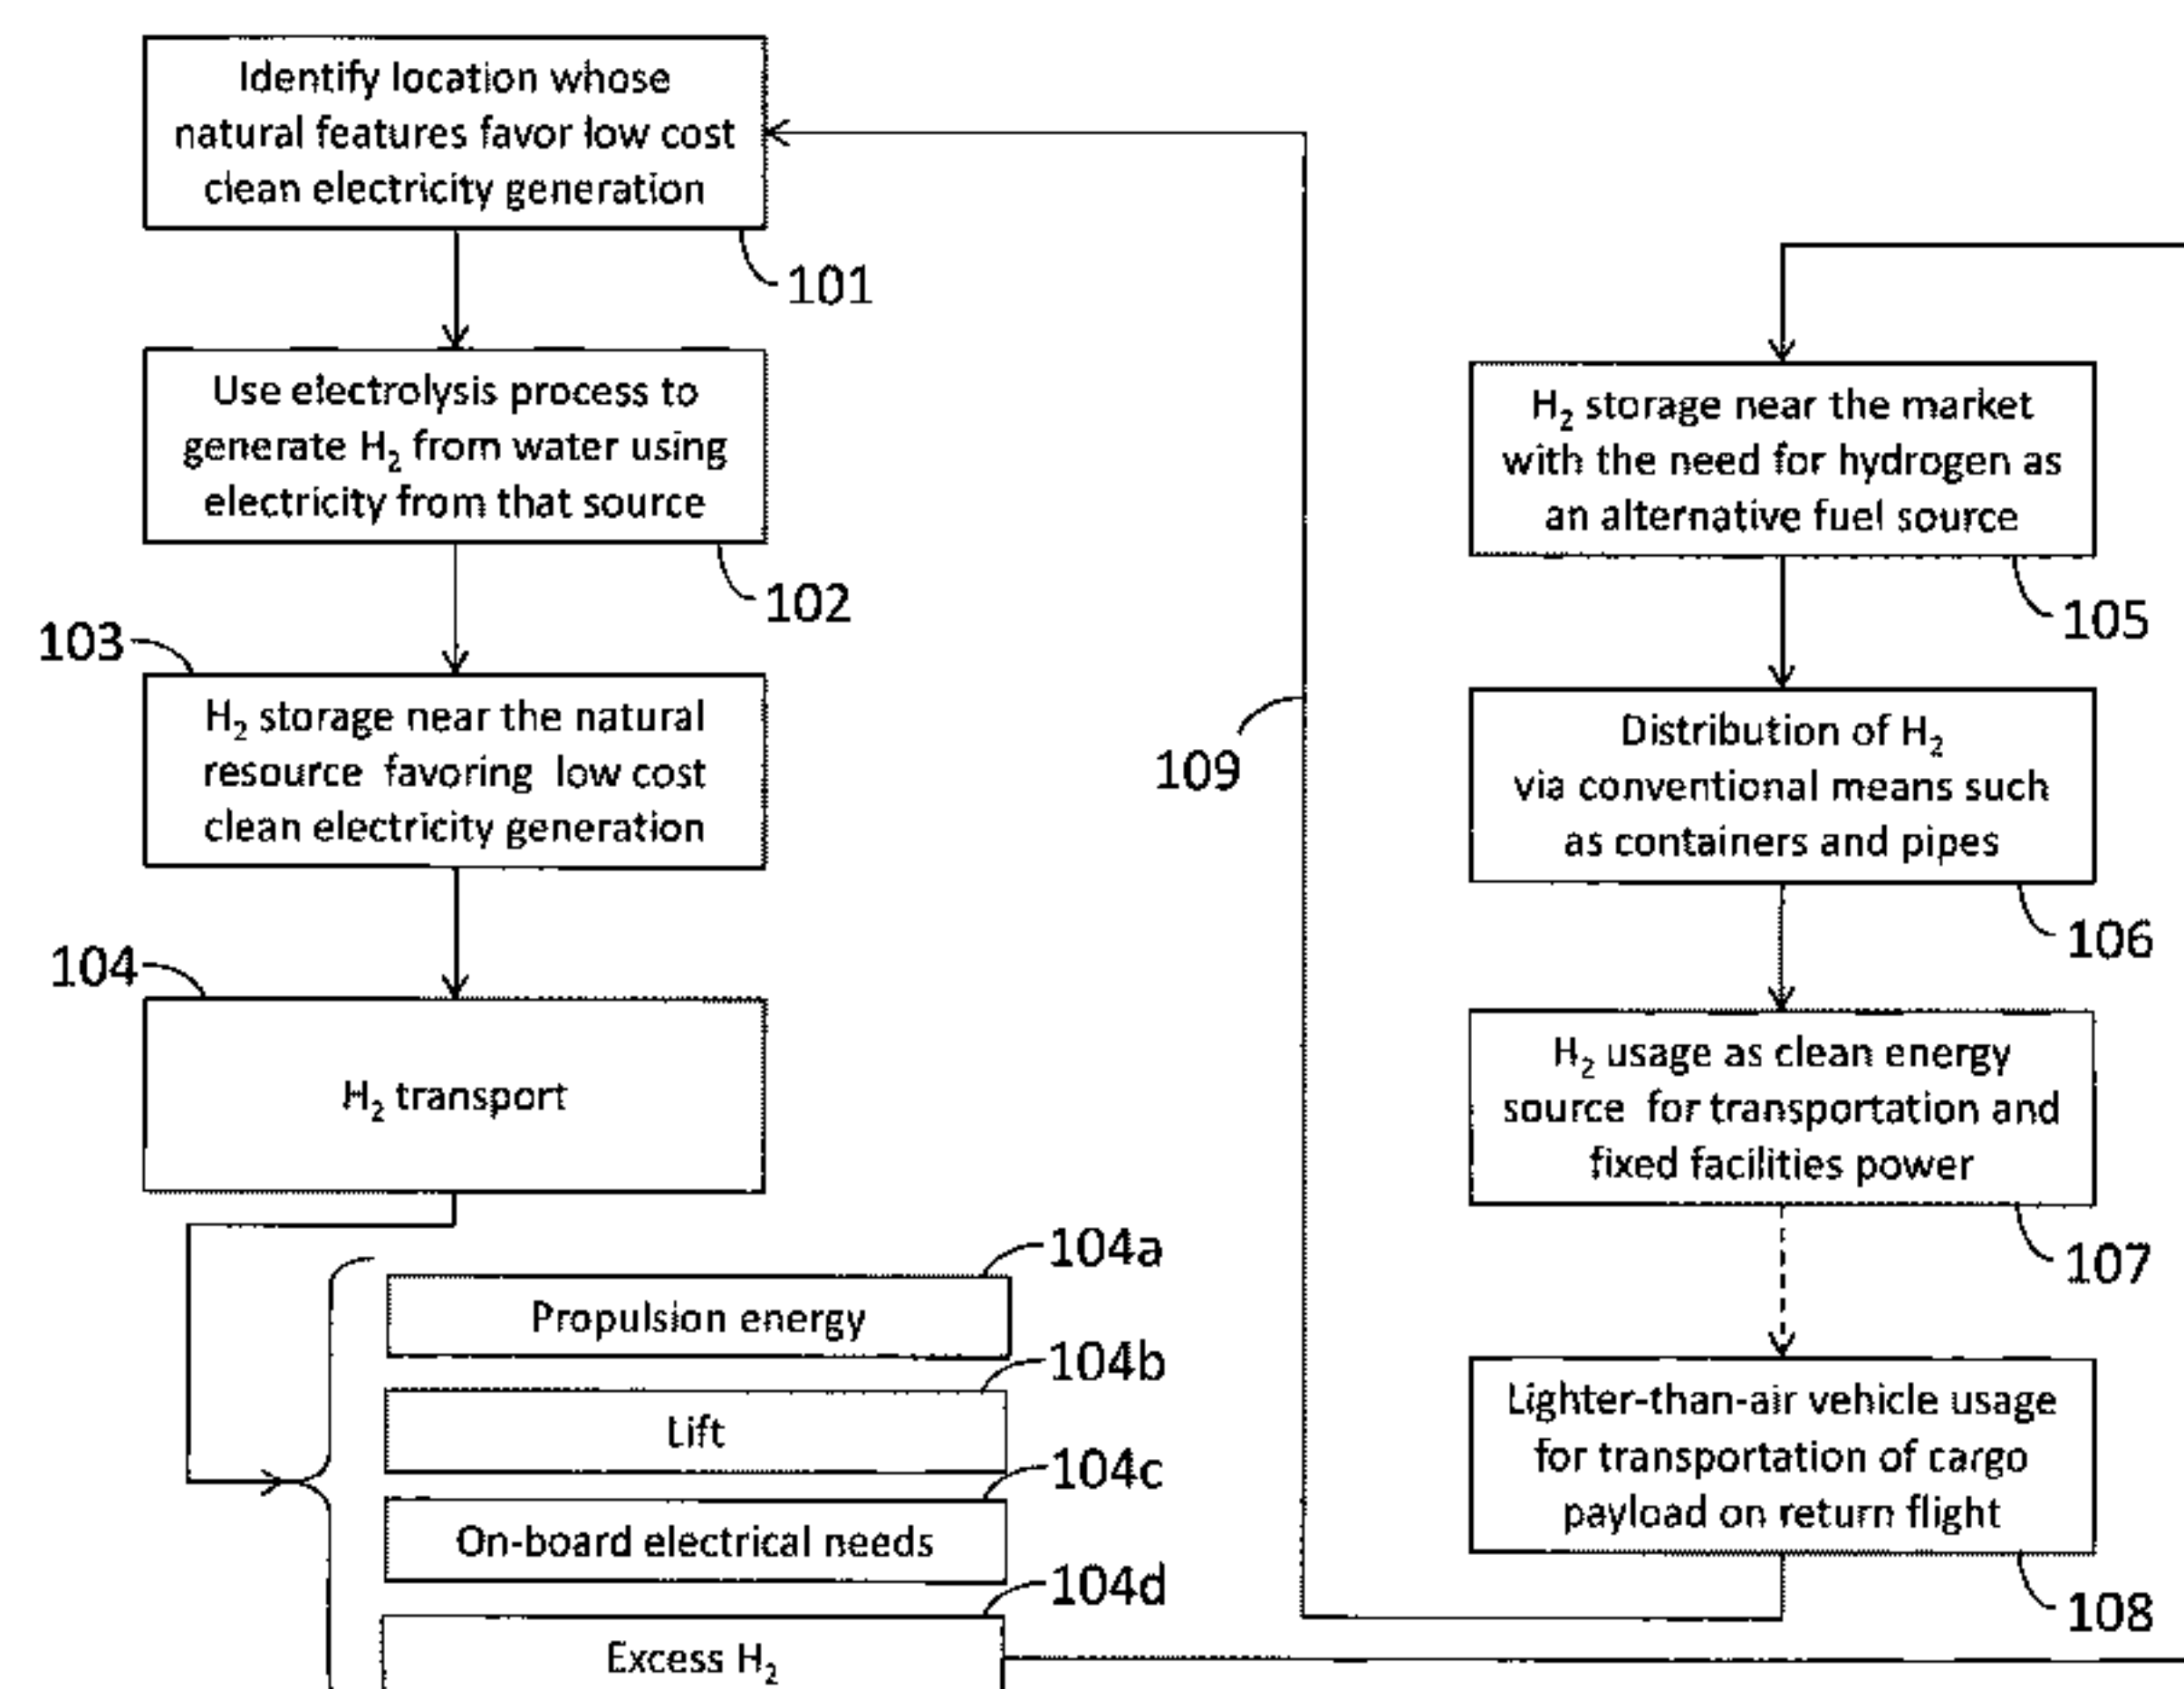 Identify location whose
natural features favor low cost
clean electricity generation
101
Use electrolysis process to
generate H₂ from water using
electricity from that source
102
103
H₂ storage near the natural
resource favoring low cost
clean electricity generation
104
H₂ transport
104a
Propulsion energy
104b
Lift
104c
On-board electrical needs
104d
Excess H₂
109
H₂ storage near the market
with the need for hydrogen as
an alternative fuel source
105
Distribution of H₂
via conventional means such
as containers and pipes
106
H₂ usage as clean energy
source for transportation and
fixed facilities power
107
Lighter-than-air vehicle usage
for transportation of cargo
payload on return flight
108